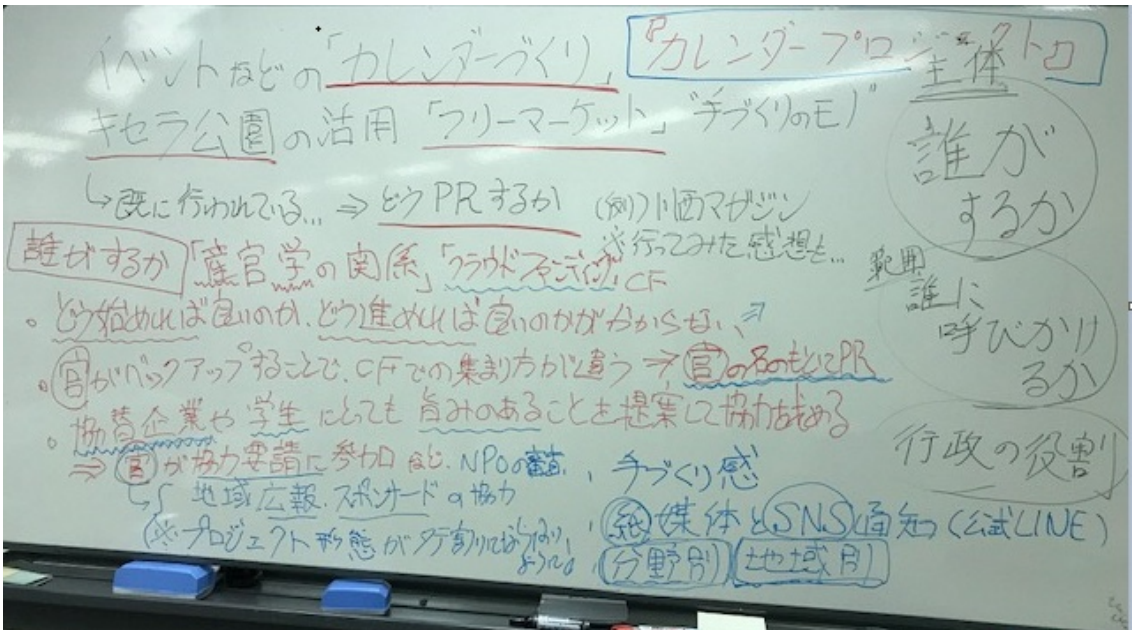 イベントなどの「カレンダーづくり」
『カレンダープロジェクト』
キセラ公園の活用 「フリーマーケット」 "手づくりのモノ"
↳既に行われている… ⇒ どうPRするか (例)川西マガジン
※行ってみた感想も…
誰がするか 「産官学の関係」「クラウドファンディング」CF
。どう始めれば良いのか、どう進めれば良いのかが分からない、
。官がバックアップすることで、CFでの集まり方が違う ⇒ 官の名のもとにPR
。協賛企業や学生にとっても旨みのあることを提案して協力求める
⇒ 官が協力要請に参加など、NPOの
↳ 地域広報、スポンサードの協力
(※プロジェクト形態がタテ割りにならないように。
主体
誰が
するか
範囲
誰に
呼びかけ
るか
行政の役割
、手づくり感
、紙媒体とSNS通知(公式LINE)
分野別 地域別